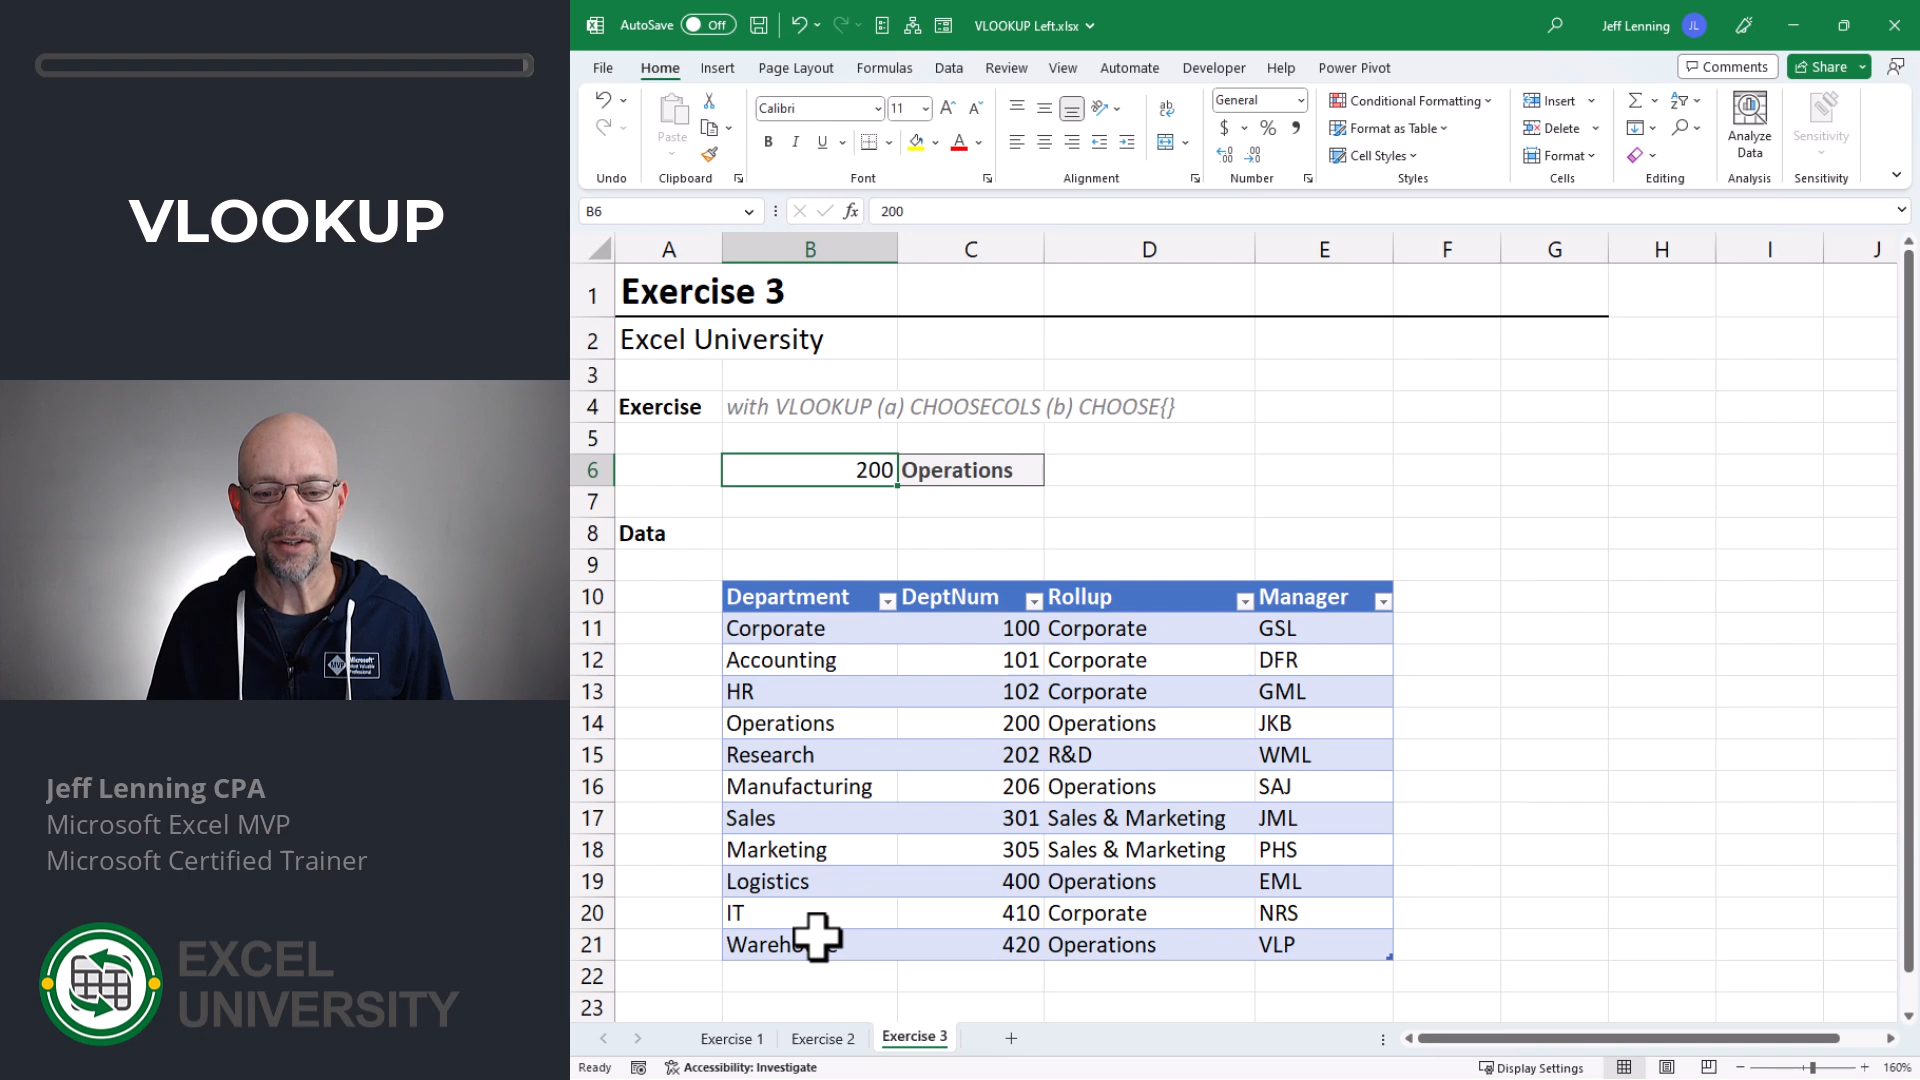 VLOOKUP
Jeff Lenning CPA
Microsoft Excel MVP
Microsoft Certified Trainer
EXCEL
UNIVERSITY
AutoSave Off
VLOOKUP Left.xlsx
Jeff Lenning JL
File Home Insert Page Layout Formulas Data Review View Automate Developer Help Power Pivot
Comments Share
Paste
Calibri 11
B I U
General
$ % 9
Conditional Formatting
Format as Table
Cell Styles
Insert
Delete
Format
Analyze
Data
Sensitivity
Undo Clipboard Font Alignment Number Styles Cells Editing Analysis Sensitivity
B6 fx 200
A B C D E F G H I J
1 Exercise 3
2 Excel University
3
4 Exercise with VLOOKUP (a) CHOOSECOLS (b) CHOOSE{}
5
6 200 Operations
7
8 Data
9
10 Department DeptNum Rollup Manager
11 Corporate 100 Corporate GSL
12 Accounting 101 Corporate DFR
13 HR 102 Corporate GML
14 Operations 200 Operations JKB
15 Research 202 R&D WML
16 Manufacturing 206 Operations SAJ
17 Sales 301 Sales & Marketing JML
18 Marketing 305 Sales & Marketing PHS
19 Logistics 400 Operations EML
20 IT 410 Corporate NRS
21 420 Operations VLP
22
23
Exercise 1 Exercise 2 Exercise 3
Ready Accessibility: Investigate Display Settings 160%